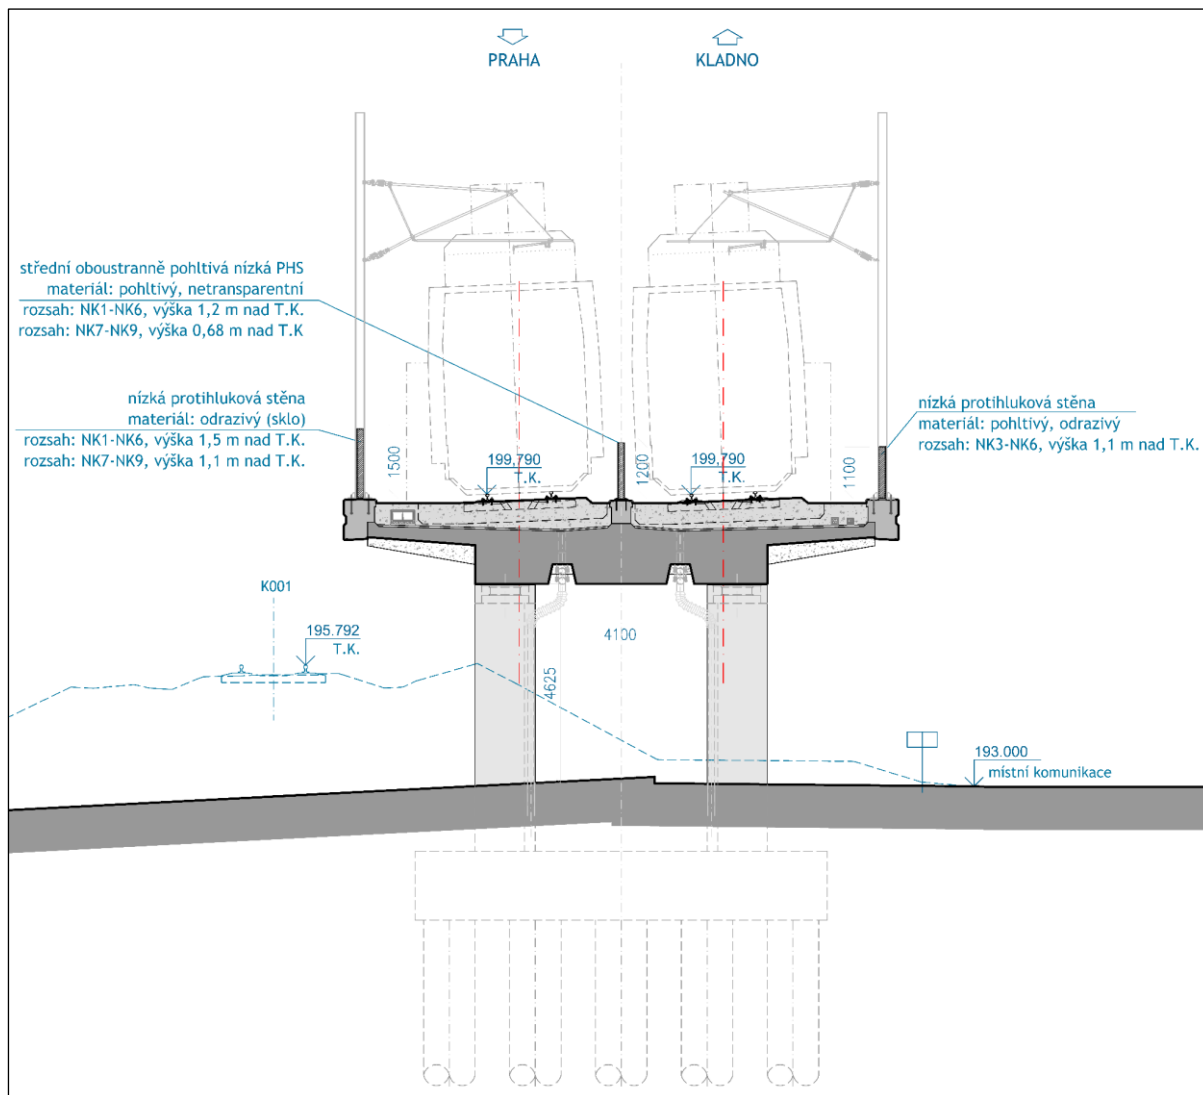 PRAHA
KLADNO
střední oboustranně pohltivá nízká PHS
materiál: pohltivý, netransparentní
rozsah: NK1-NK6, výška 1,2 m nad T.K.
rozsah: NK7-NK9, výška 0,68 m nad T.K
nízká protihluková stěna
materiál: odrazivý (sklo)
rozsah: NK1-NK6, výška 1,5 m nad T.K.
rozsah: NK7-NK9, výška 1,1 m nad T.K.
nízká protihluková stěna
materiál: pohltivý, odrazivý
rozsah: NK3-NK6, výška 1,1 m nad T.K.
1500
199,790
T.K.
1200
199,790
T.K.
1100
K001
195.792
T.K.
4100
4625
193.000
místní komunikace